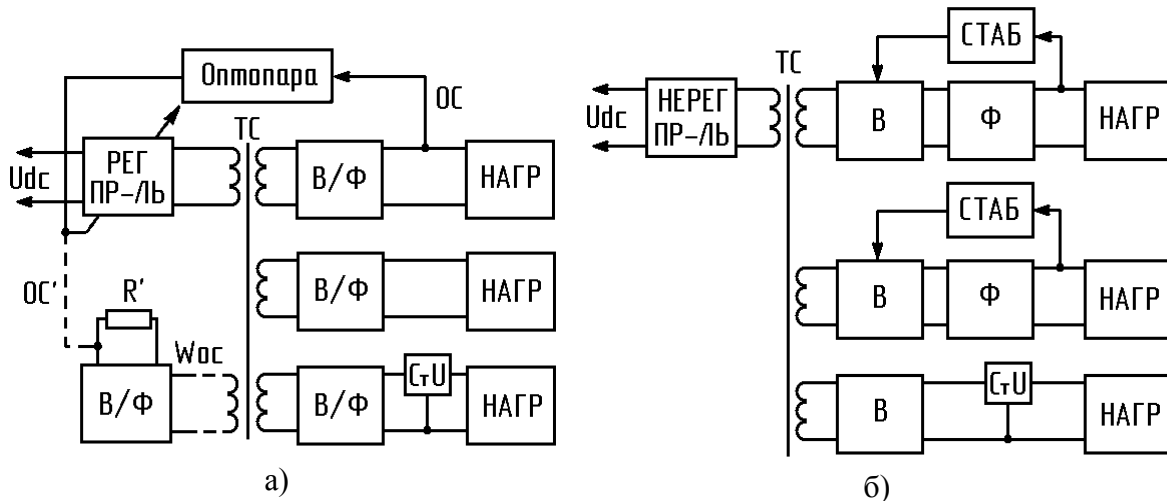 Оптопара
ОС
ТС
Udc
РЕГ
ПР-ЛЬ
В/Ф
НАГР
В/Ф
НАГР
ОС'
R'
Wос
В/Ф
В/Ф
СтU
НАГР
а)
СТАБ
ТС
Udc
НЕРЕГ
ПР-ЛЬ
В
Ф
НАГР
СТАБ
В
Ф
НАГР
В
СтU
НАГР
б)